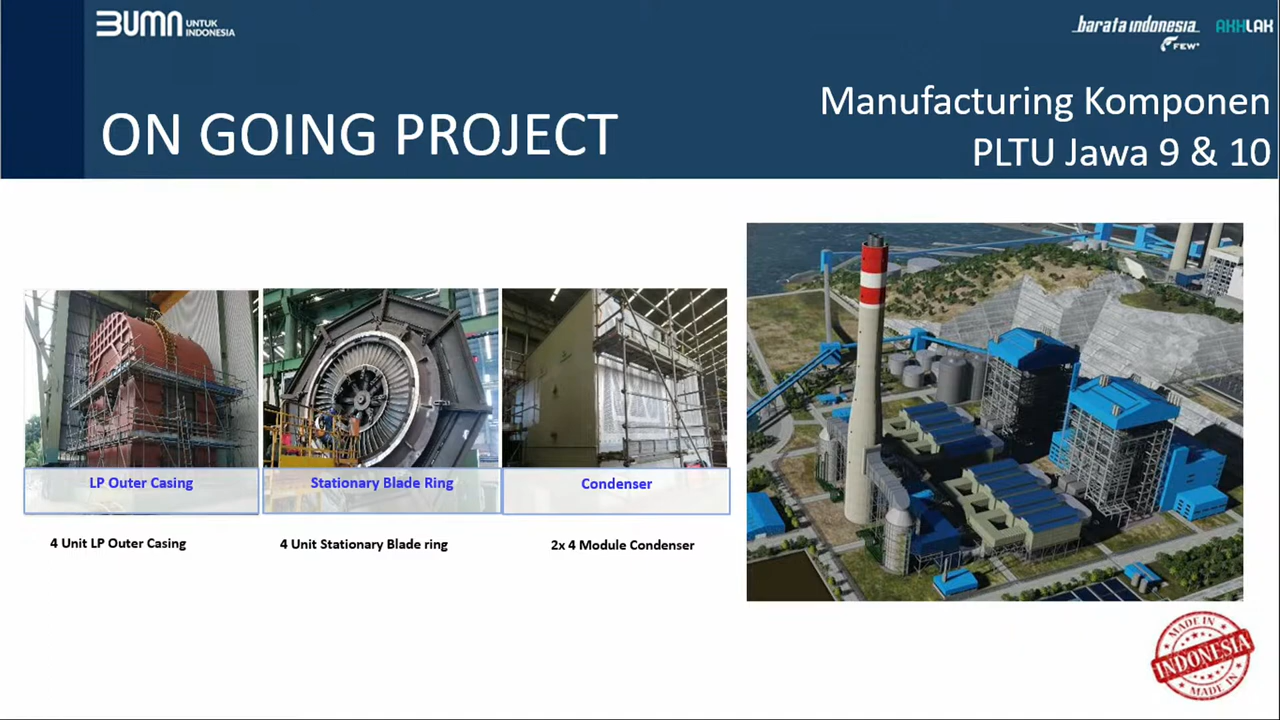 BUMN UNTUK
INDONESIA
barata indonesia
FEW
AKHLAK
ON GOING PROJECT
Manufacturing Komponen
PLTU Jawa 9 & 10
LP Outer Casing
Stationary Blade Ring
Condenser
4 Unit LP Outer Casing
4 Unit Stationary Blade ring
2x 4 Module Condenser
MADE IN
INDONESIA
MADE IN